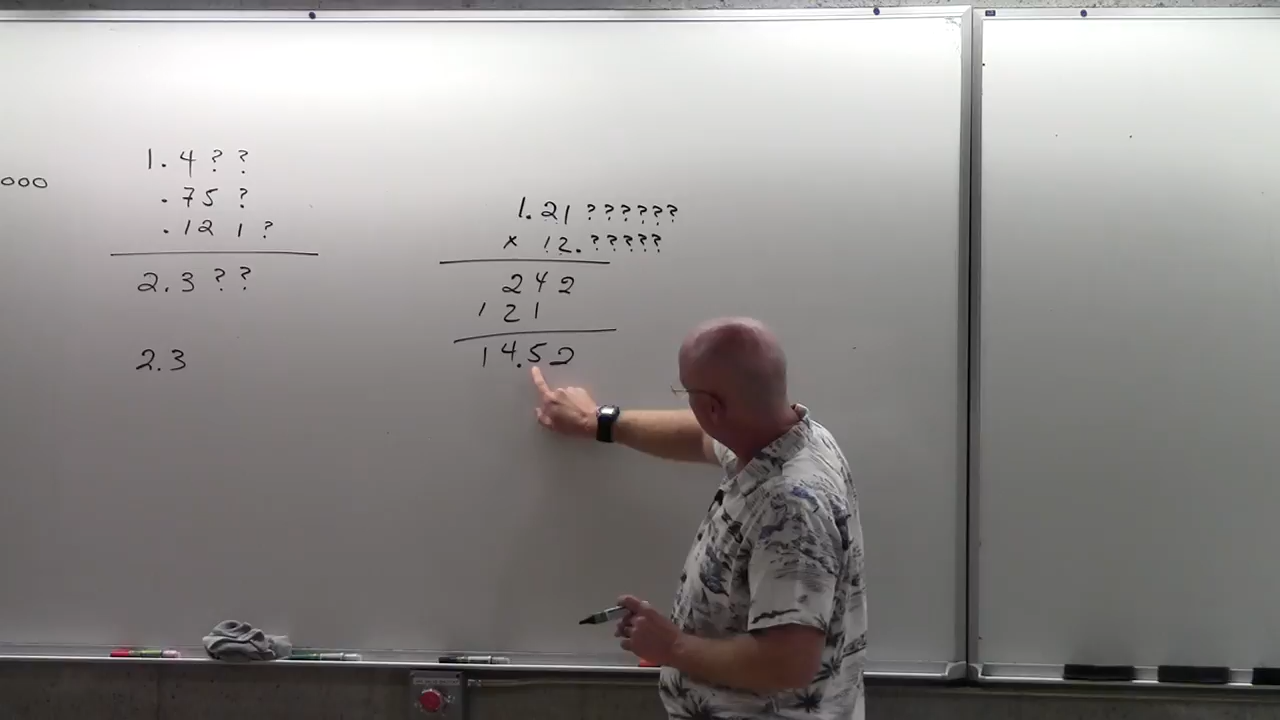 000
1.4 ? ?
.75 ?
.121 ?
2.3 ? ?
2.3
1.21 ??????
x 12.?????
242
121
14.52